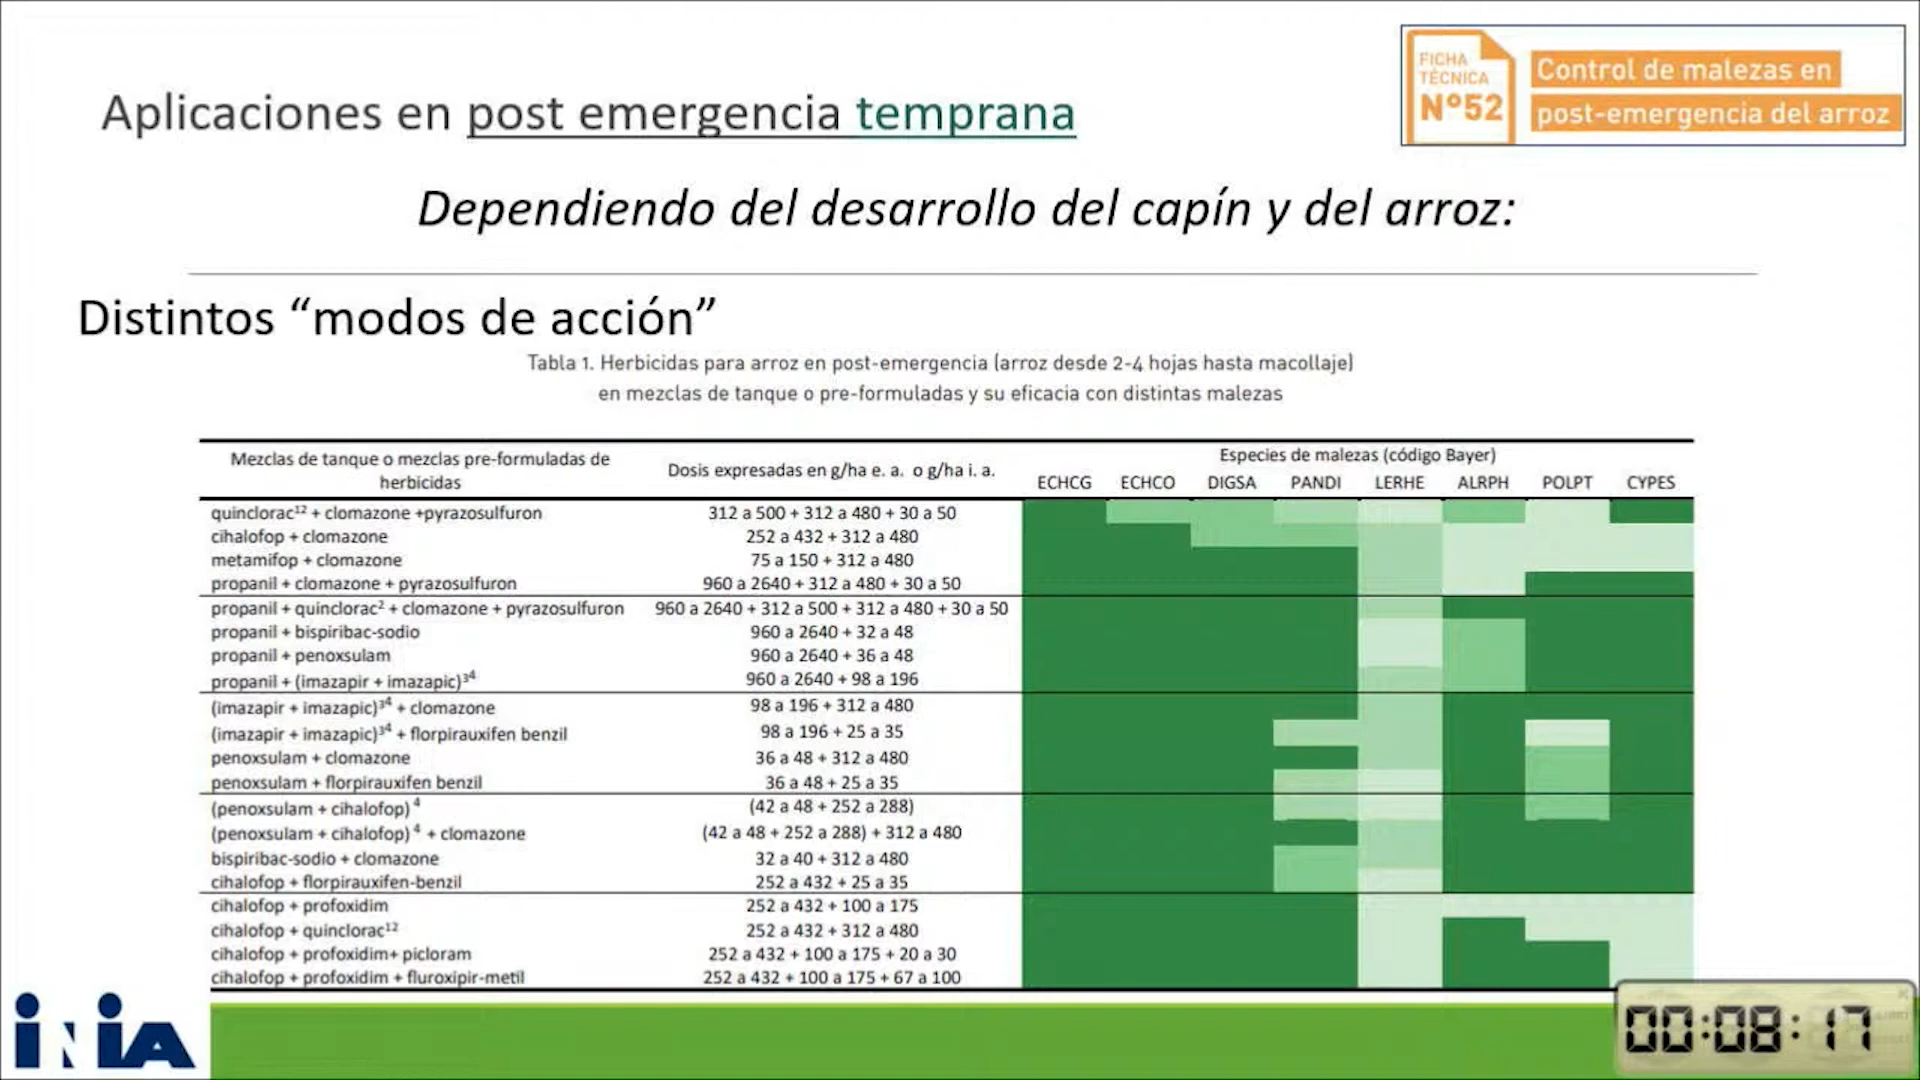 FICHA
TÉCNICA
Nº52
Control de malezas en
post-emergencia del arroz
Aplicaciones en post emergencia temprana
Dependiendo del desarrollo del capín y del arroz:
Distintos “modos de acción”
Tabla 1. Herbicidas para arroz en post-emergencia (arroz desde 2-4 hojas hasta macollaje)
en mezclas de tanque o pre-formuladas y su eficacia con distintas malezas
Mezclas de tanque o mezclas pre-formuladas de herbicidas
Dosis expresadas en g/ha e. a. o g/ha i. a.
Especies de malezas (código Bayer)
ECHCG ECHCO DIGSA PANDI LERHE ALRPH POLPT CYPES
quinclorac¹² + clomazone +pyrazosulfuron 312 a 500 + 312 a 480 + 30 a 50
cihalofop + clomazone 252 a 432 + 312 a 480
metamifop + clomazone 75 a 150 + 312 a 480
propanil + clomazone + pyrazosulfuron 960 a 2640 + 312 a 480 + 30 a 50
propanil + quinclorac² + clomazone + pyrazosulfuron 960 a 2640 + 312 a 500 + 312 a 480 + 30 a 50
propanil + bispiribac-sodio 960 a 2640 + 32 a 48
propanil + penoxsulam 960 a 2640 + 36 a 48
propanil + (imazapir + imazapic)³⁴ 960 a 2640 + 98 a 196
(imazapir + imazapic)³⁴ + clomazone 98 a 196 + 312 a 480
(imazapir + imazapic)³⁴ + florpirauxifen benzil 98 a 196 + 25 a 35
penoxsulam + clomazone 36 a 48 + 312 a 480
penoxsulam + florpirauxifen benzil 36 a 48 + 25 a 35
(penoxsulam + cihalofop) ⁴ (42 a 48 + 252 a 288)
(penoxsulam + cihalofop) ⁴ + clomazone (42 a 48 + 252 a 288) + 312 a 480
bispiribac-sodio + clomazone 32 a 40 + 312 a 480
cihalofop + florpirauxifen-benzil 252 a 432 + 25 a 35
cihalofop + profoxidim 252 a 432 + 100 a 175
cihalofop + quinclorac¹² 252 a 432 + 312 a 480
cihalofop + profoxidim+ picloram 252 a 432 + 100 a 175 + 20 a 30
cihalofop + profoxidim + fluroxipir-metil 252 a 432 + 100 a 175 + 67 a 100
iNiA
00:08:17